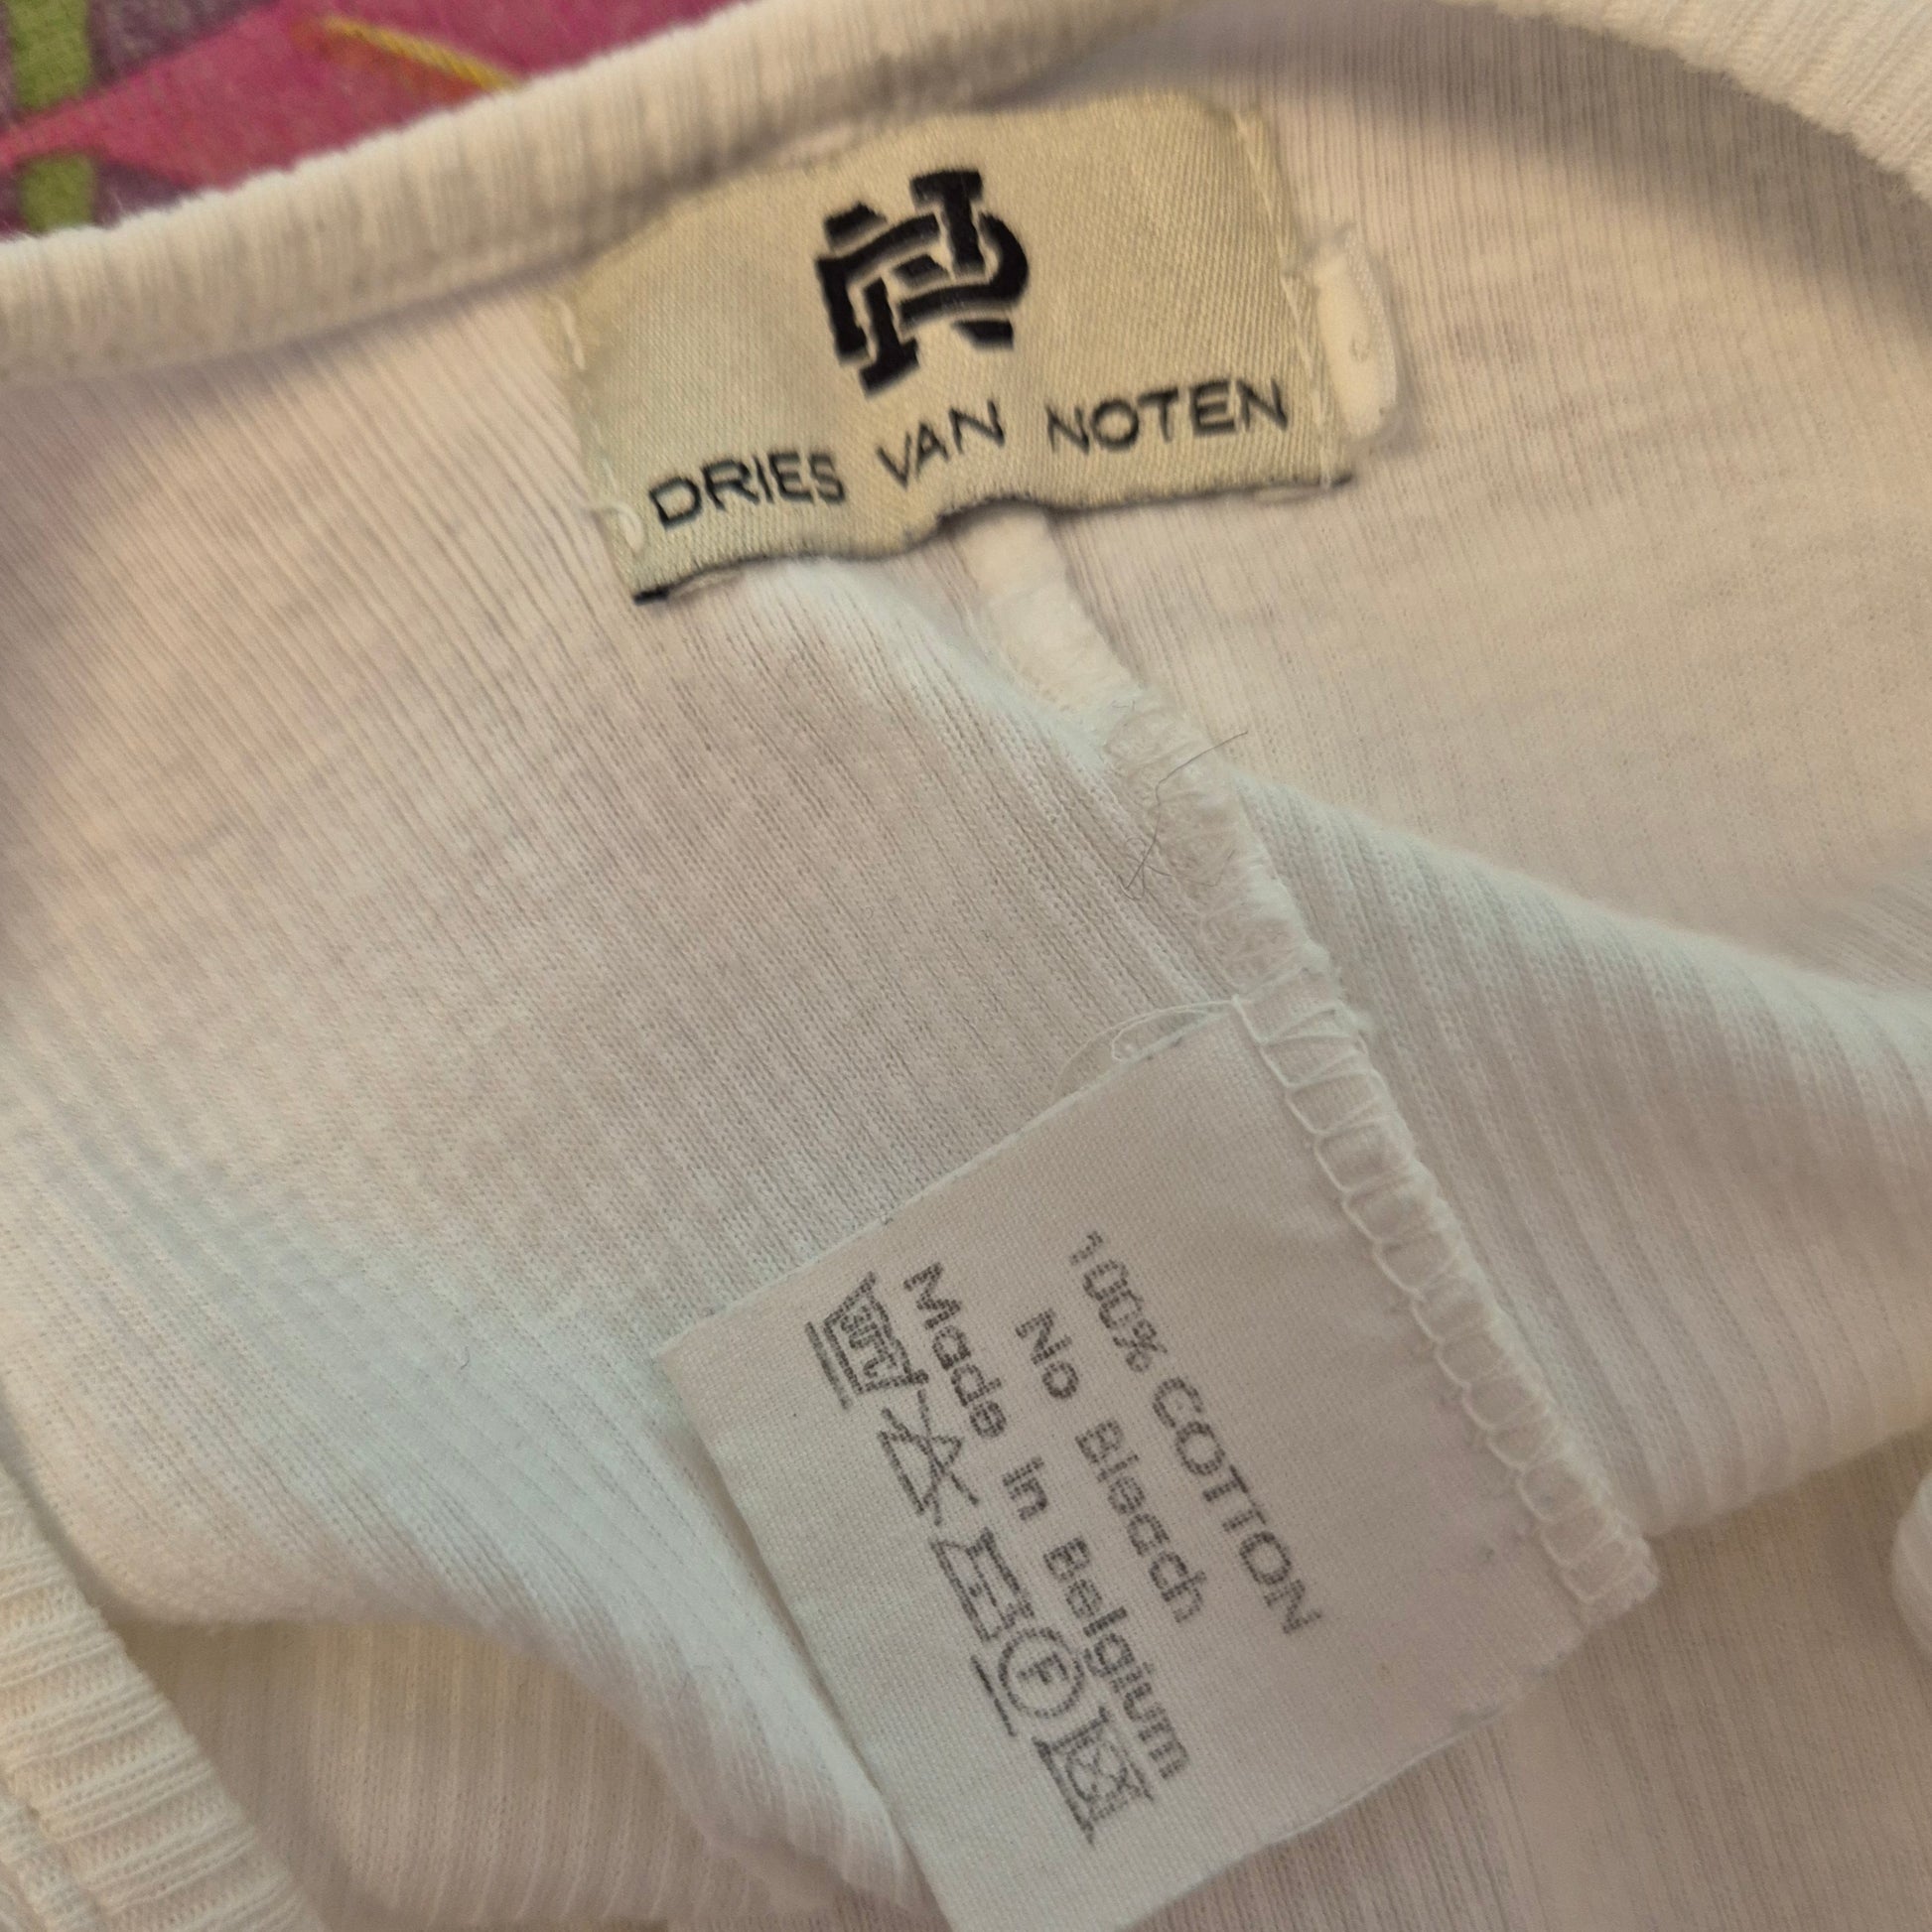 DRIES VAN NOTEN
100% COTTON
No Bleach
Made in Belgium
F